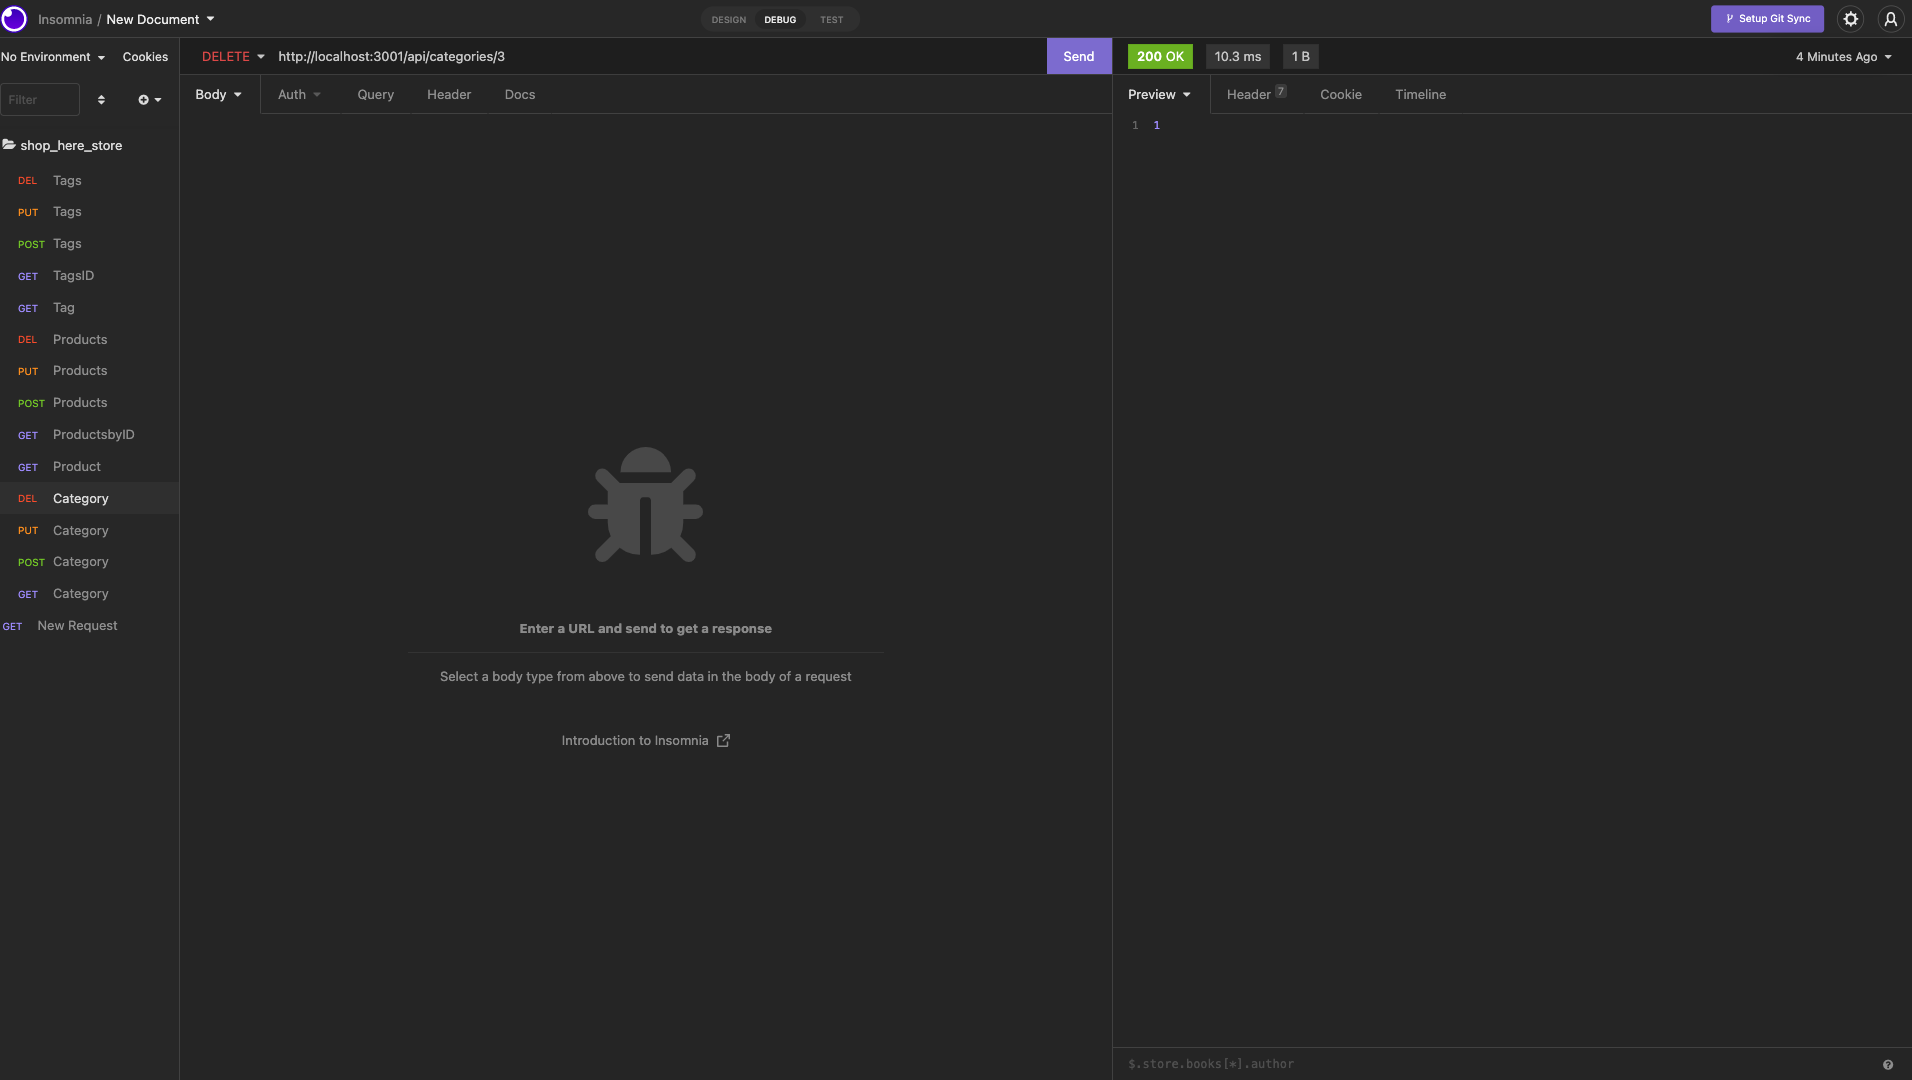 Insomnia / New Document
DESIGN DEBUG TEST
Setup Git Sync
No Environment Cookies
DELETE http://localhost:3001/api/categories/3 Send
200 OK 10.3 ms 1 B 4 Minutes Ago
Filter
Body Auth Query Header Docs
Preview Header 7 Cookie Timeline
1 1
shop_here_store
DEL Tags
PUT Tags
POST Tags
GET TagsID
GET Tag
DEL Products
PUT Products
POST Products
GET ProductsbyID
GET Product
DEL Category
PUT Category
POST Category
GET Category
GET New Request
Enter a URL and send to get a response
Select a body type from above to send data in the body of a request
Introduction to Insomnia
$.store.books[*].author